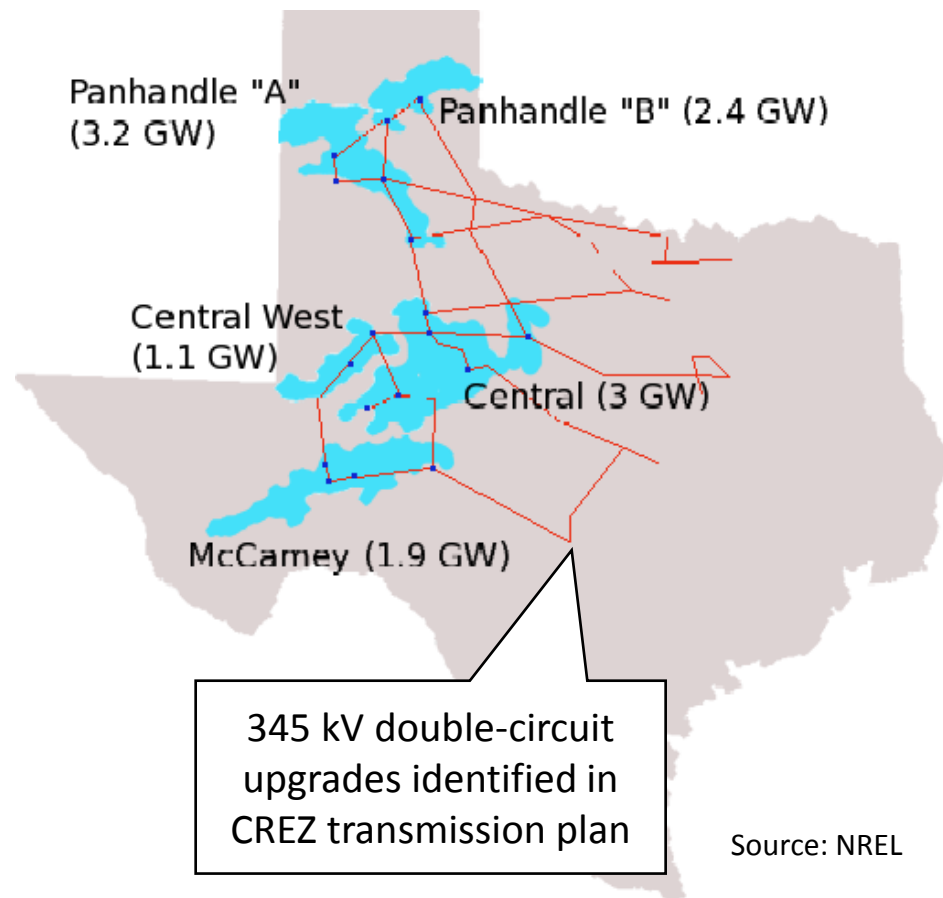 Panhandle "A"
(3.2 GW)
Panhandle "B" (2.4 GW)
Central West
(1.1 GW)
Central (3 GW)
McCamey (1.9 GW)
345 kV double-circuit
upgrades identified in
CREZ transmission plan
Source: NREL